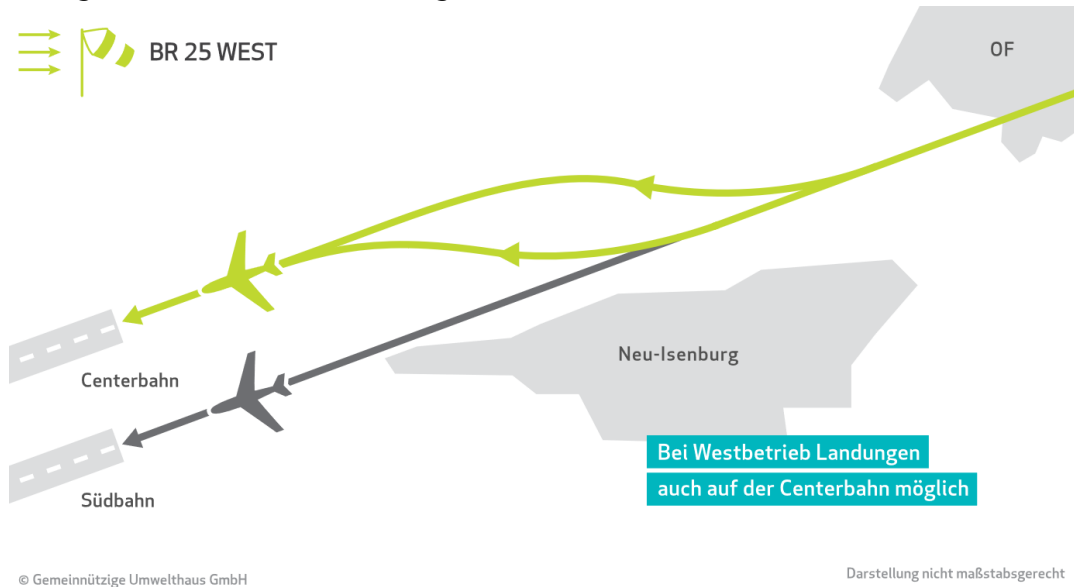 BR 25 WEST
OF
Neu-Isenburg
Centerbahn
Bei Westbetrieb Landungen
auch auf der Centerbahn möglich
Südbahn
© Gemeinnützige Umwelthaus GmbH
Darstellung nicht maßstabsgerecht